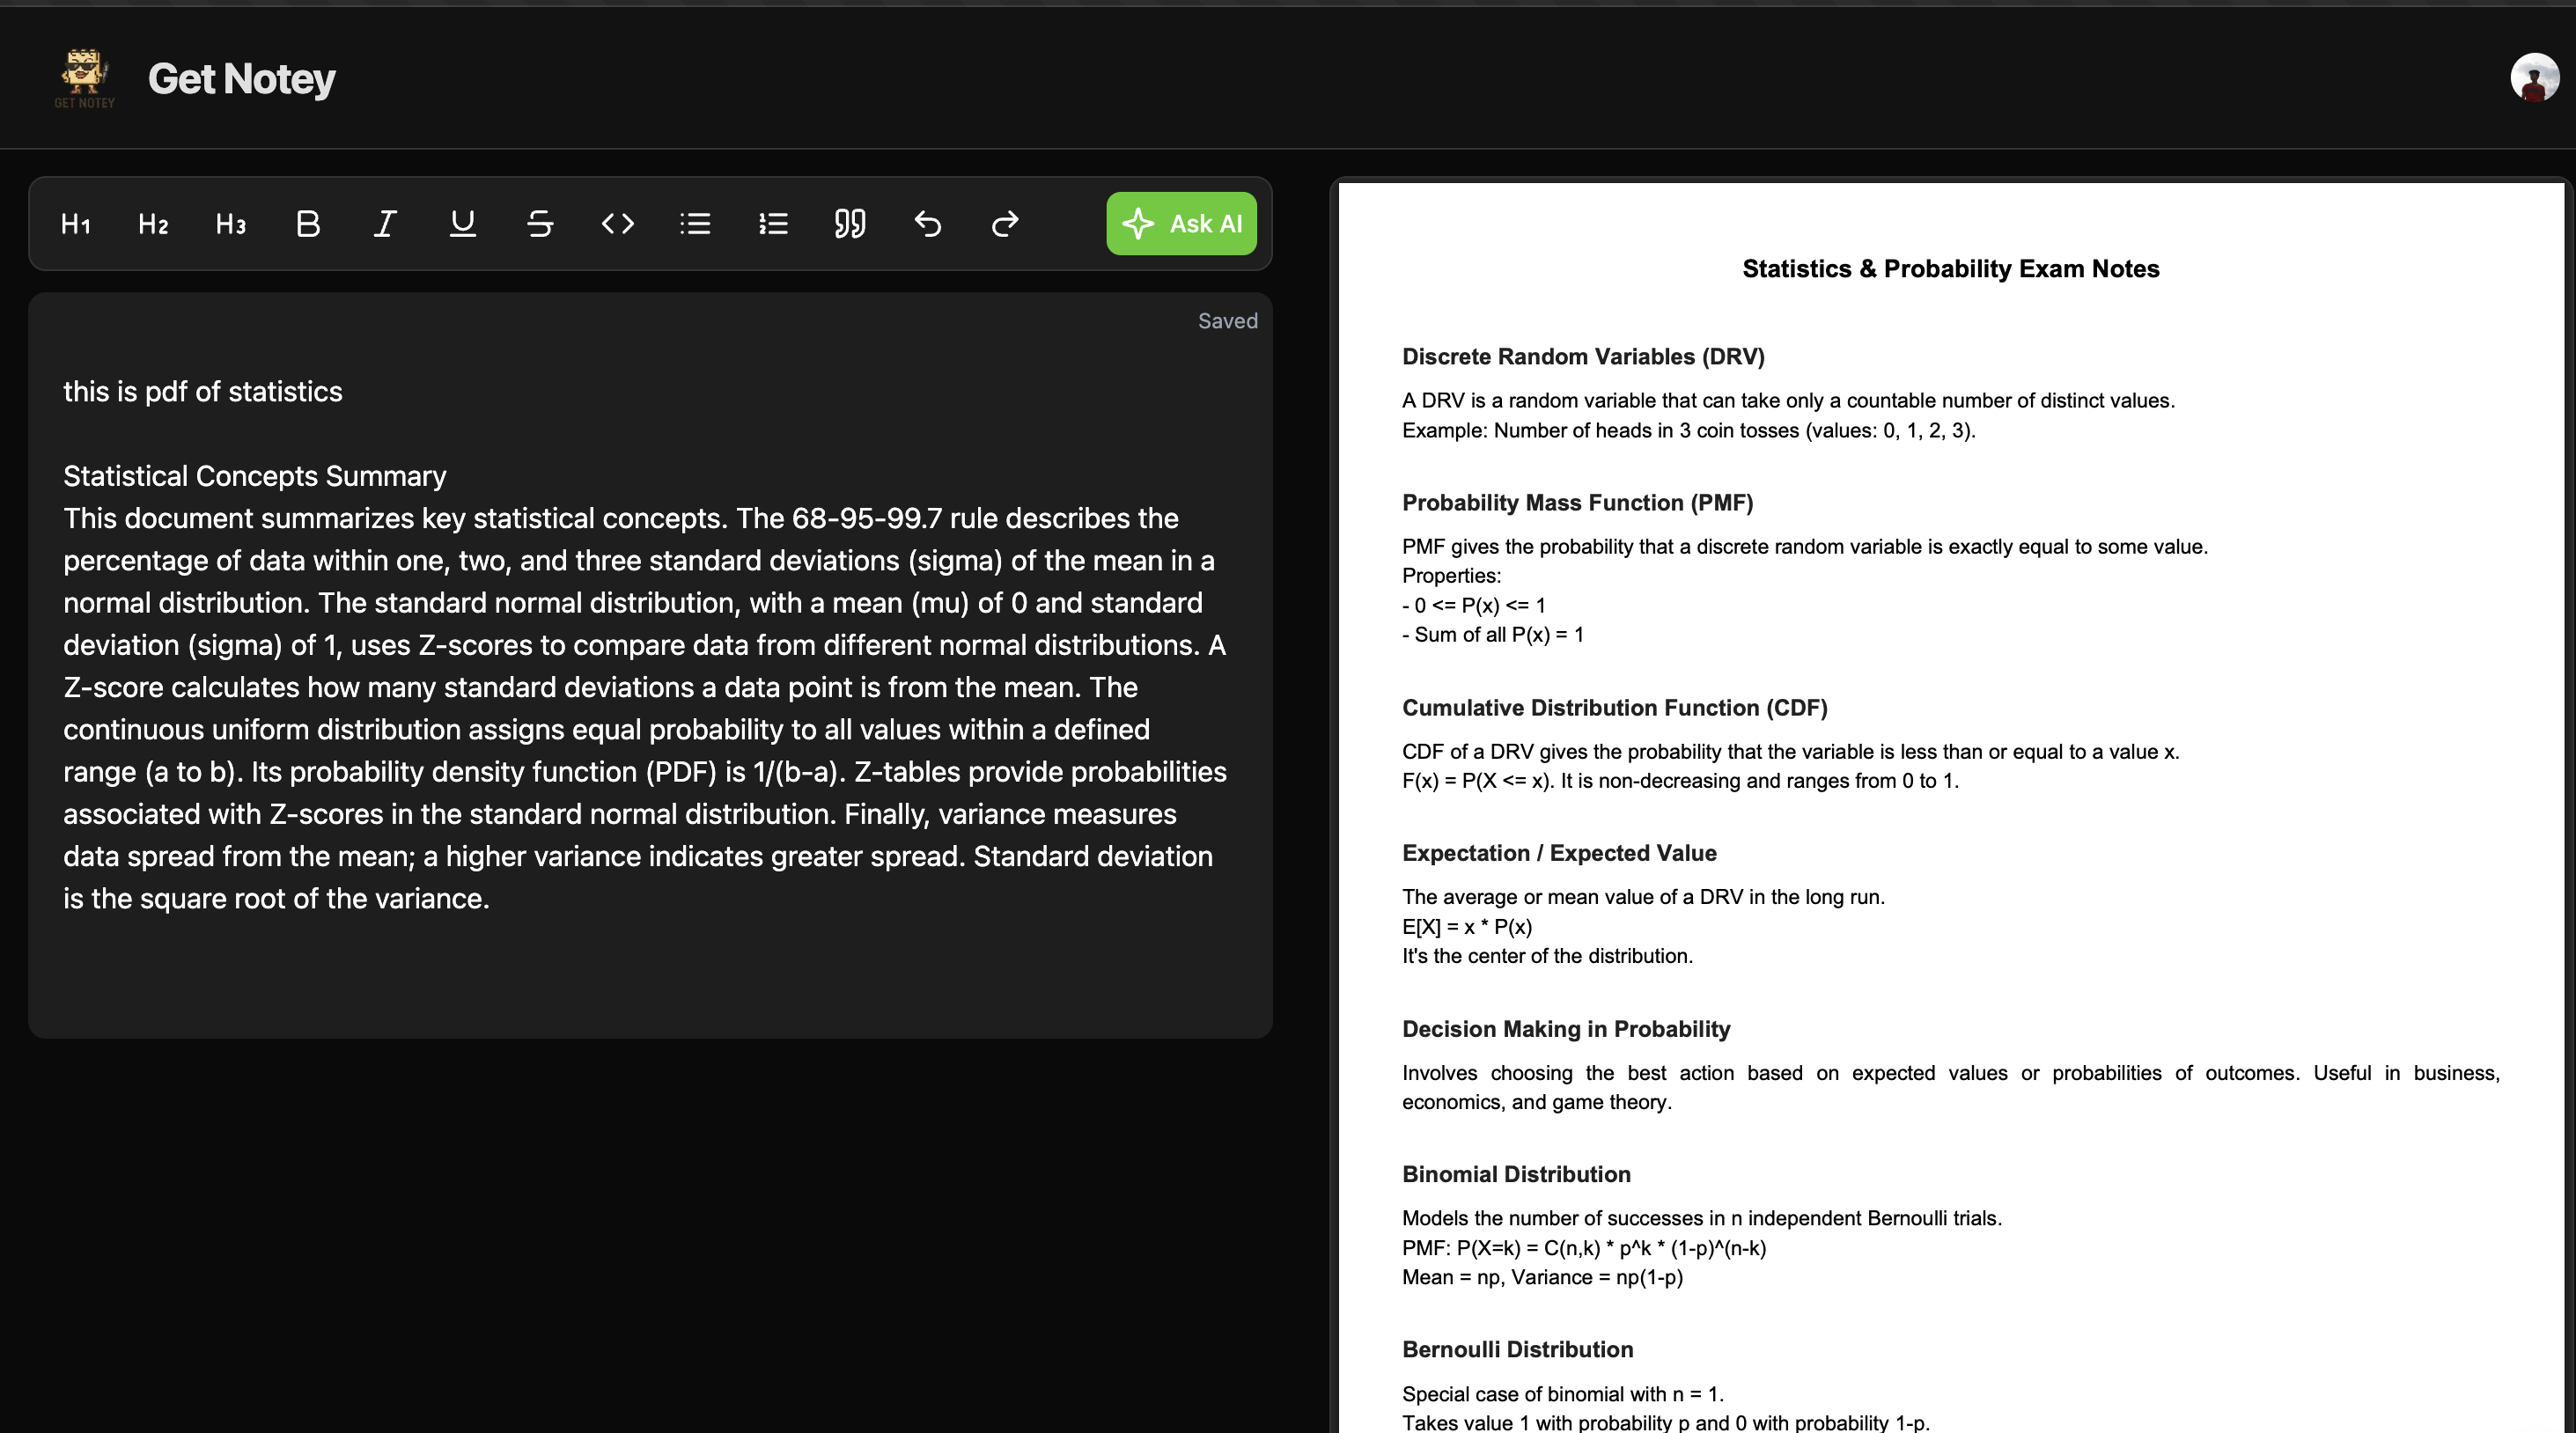 GET NOTEY
Get Notey
H1 H2 H3 B I U S Ask AI
Saved
this is pdf of statistics
Statistical Concepts Summary
This document summarizes key statistical concepts. The 68-95-99.7 rule describes the
percentage of data within one, two, and three standard deviations (sigma) of the mean in a
normal distribution. The standard normal distribution, with a mean (mu) of 0 and standard
deviation (sigma) of 1, uses Z-scores to compare data from different normal distributions. A
Z-score calculates how many standard deviations a data point is from the mean. The
continuous uniform distribution assigns equal probability to all values within a defined
range (a to b). Its probability density function (PDF) is 1/(b-a). Z-tables provide probabilities
associated with Z-scores in the standard normal distribution. Finally, variance measures
data spread from the mean; a higher variance indicates greater spread. Standard deviation
is the square root of the variance.
Statistics & Probability Exam Notes
Discrete Random Variables (DRV)
A DRV is a random variable that can take only a countable number of distinct values.
Example: Number of heads in 3 coin tosses (values: 0, 1, 2, 3).
Probability Mass Function (PMF)
PMF gives the probability that a discrete random variable is exactly equal to some value.
Properties:
- 0 <= P(x) <= 1
- Sum of all P(x) = 1
Cumulative Distribution Function (CDF)
CDF of a DRV gives the probability that the variable is less than or equal to a value x.
F(x) = P(X <= x). It is non-decreasing and ranges from 0 to 1.
Expectation / Expected Value
The average or mean value of a DRV in the long run.
E[X] = x * P(x)
It's the center of the distribution.
Decision Making in Probability
Involves choosing the best action based on expected values or probabilities of outcomes. Useful in business,
economics, and game theory.
Binomial Distribution
Models the number of successes in n independent Bernoulli trials.
PMF: P(X=k) = C(n,k) * p^k * (1-p)^(n-k)
Mean = np, Variance = np(1-p)
Bernoulli Distribution
Special case of binomial with n = 1.
Takes value 1 with probability p and 0 with probability 1-p.